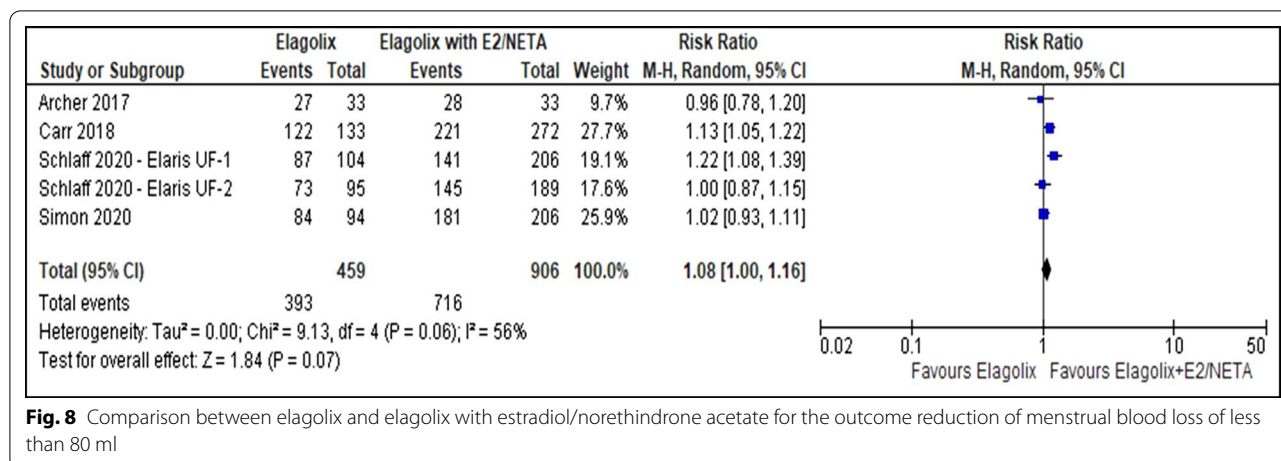 Elagolix Elagolix with E2/NETA Risk Ratio Risk Ratio
Study or Subgroup Events Total Events Total Weight M-H, Random, 95% CI M-H, Random, 95% CI
Archer 2017 27 33 28 33 9.7% 0.96 [0.78, 1.20]
Carr 2018 122 133 221 272 27.7% 1.13 [1.05, 1.22]
Schlaff 2020 - Elaris UF-1 87 104 141 206 19.1% 1.22 [1.08, 1.39]
Schlaff 2020 - Elaris UF-2 73 95 145 189 17.6% 1.00 [0.87, 1.15]
Simon 2020 84 94 181 206 25.9% 1.02 [0.93, 1.11]
Total (95% CI) 459 906 100.0% 1.08 [1.00, 1.16]
Total events 393 716
Heterogeneity: Tau² = 0.00; Chi² = 9.13, df = 4 (P = 0.06); I² = 56%
Test for overall effect: Z = 1.84 (P = 0.07)
0.02 0.1 1 10 50
Favours Elagolix Favours Elagolix+E2/NETA
Fig. 8 Comparison between elagolix and elagolix with estradiol/norethindrone acetate for the outcome reduction of menstrual blood loss of less
than 80 ml